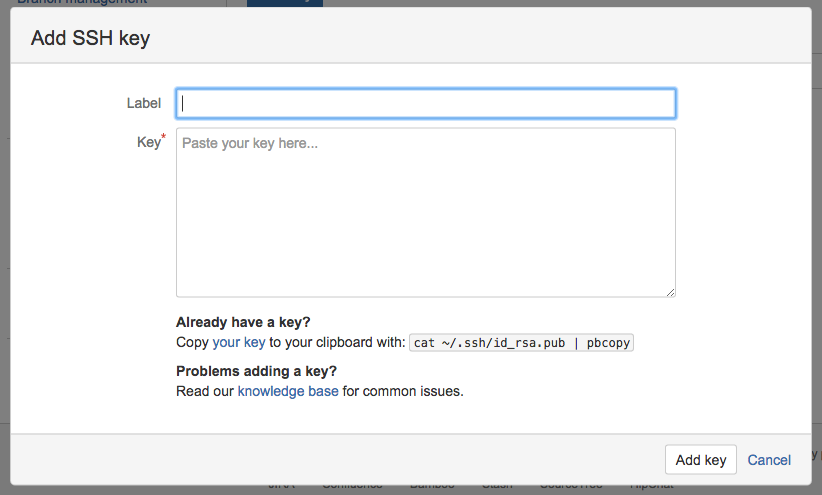 Branch management
Add SSH key
Label
Key*
Paste your key here...
Already have a key?
Copy your key to your clipboard with: cat ~/.ssh/id_rsa.pub | pbcopy
Problems adding a key?
Read our knowledge base for common issues.
Add key Cancel
JIRA Confluence Bamboo Stash SourceTree HipChat